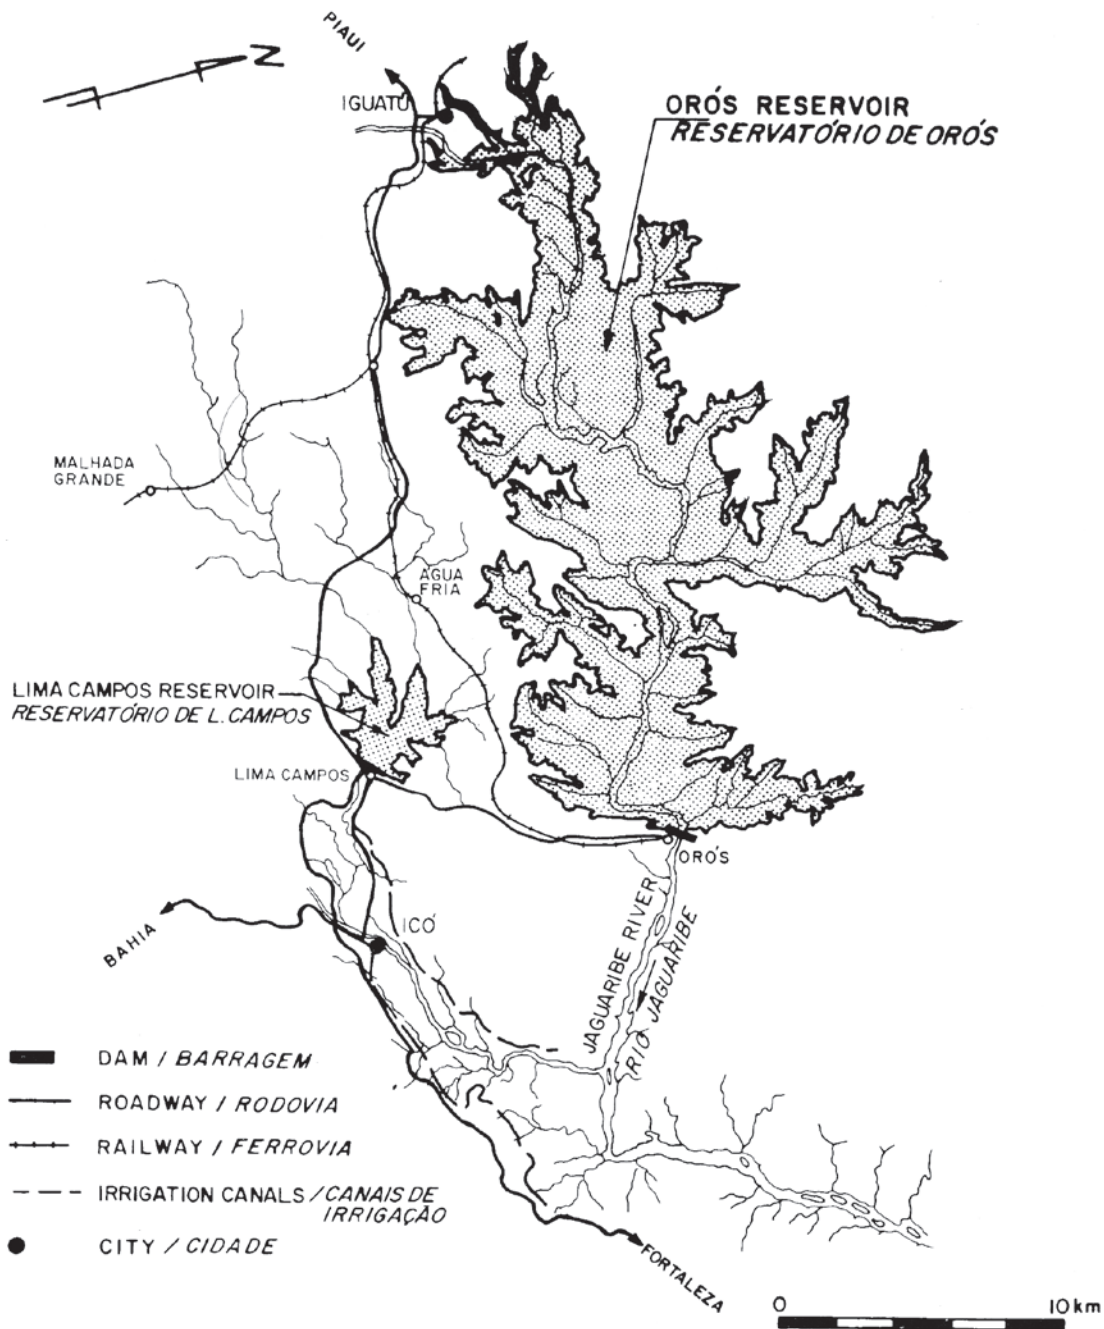 PIAUI
N
IGUATÚ
ORÓS RESERVOIR
RESERVATÓRIO DE ORÓS
MALHADA
GRANDE
AGUA
FRIA
LIMA CAMPOS RESERVOIR
RESERVATÓRIO DE L. CAMPOS
LIMA CAMPOS
ORÓS
BAHIA
ICÓ
JAGUARIBE RIVER
RIO JAGUARIBE
DAM / BARRAGEM
ROADWAY / RODOVIA
RAILWAY / FERROVIA
IRRIGATION CANALS / CANAIS DE
IRRIGAÇÃO
CITY / CIDADE
FORTALEZA
0 10 km